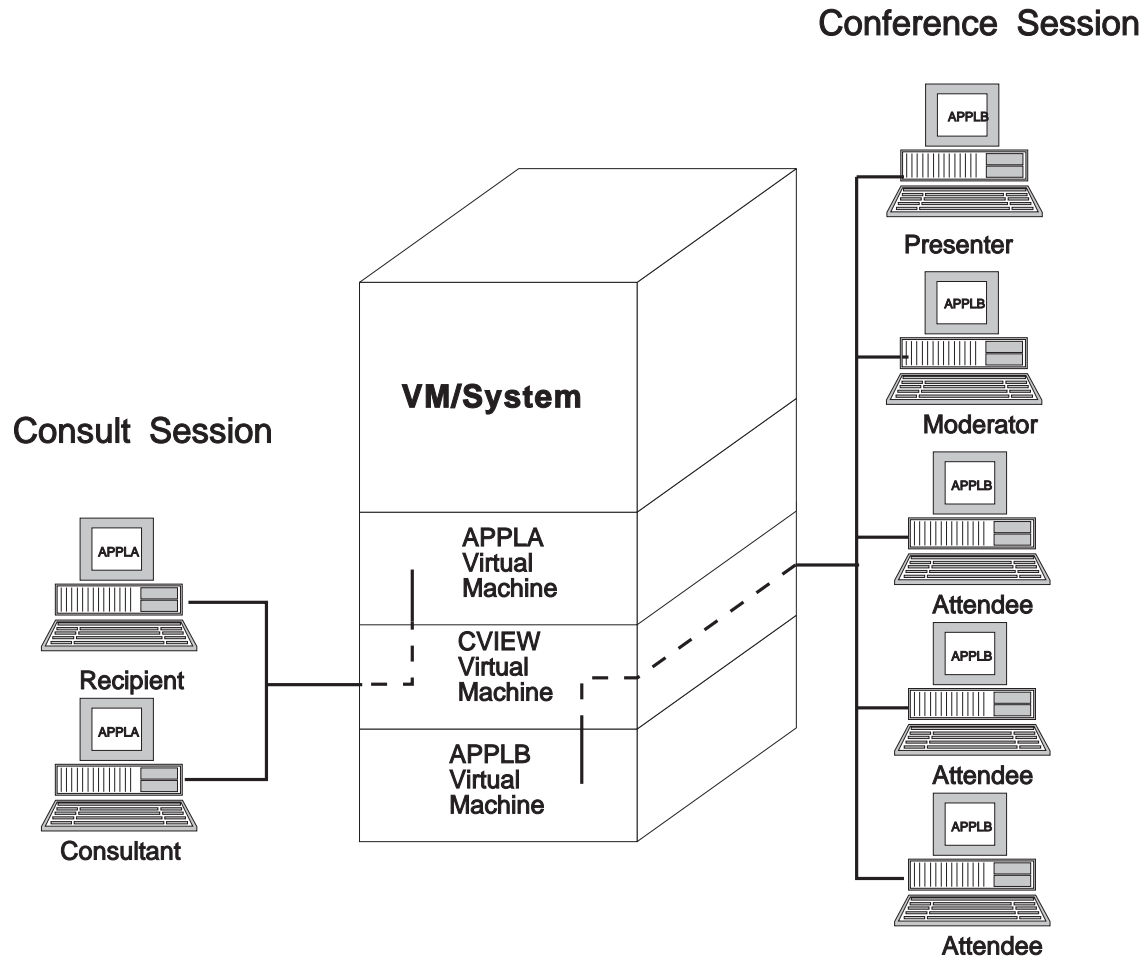 Conference Session
APPLB
Presenter
APPLB
Moderator
APPLB
Attendee
APPLB
Attendee
APPLB
Attendee
VM/System
APPLA
Virtual
Machine
CVIEW
Virtual
Machine
APPLB
Virtual
Machine
Consult Session
APPLA
Recipient
APPLA
Consultant